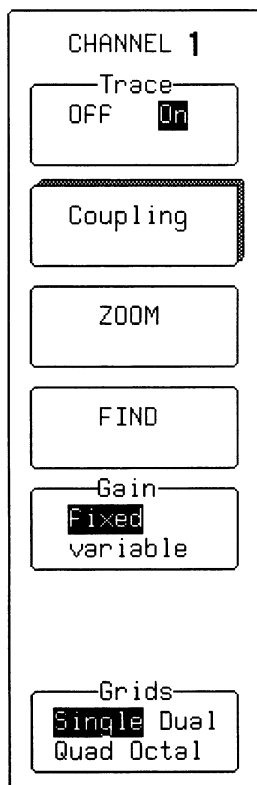 CHANNEL 1
Trace
OFF On
Coupling
ZOOM
FIND
Gain
Fixed
variable
Grids
Single Dual
Quad Octal